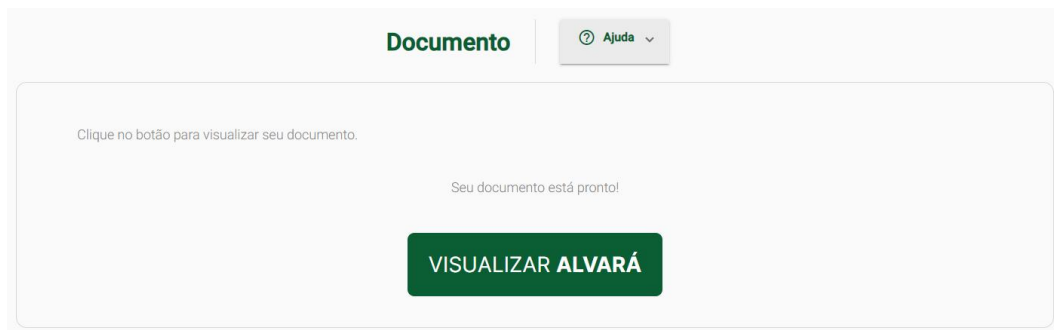 Documento
Ajuda
Clique no botão para visualizar seu documento.
Seu documento está pronto!
VISUALIZAR ALVARÁ